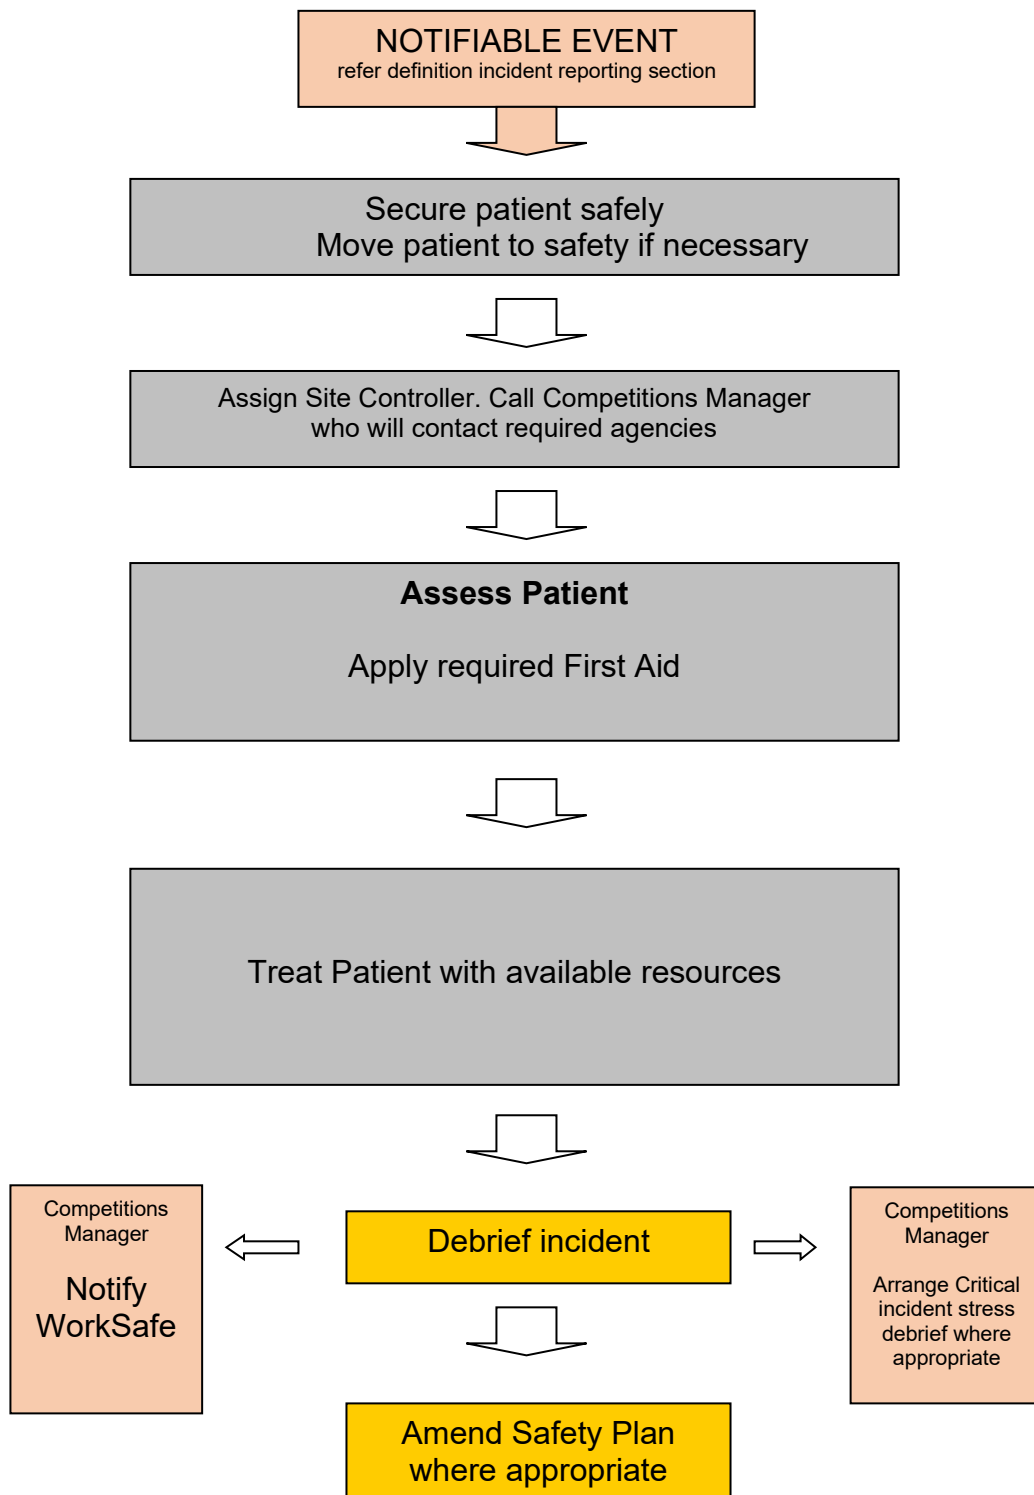 NOTIFIABLE EVENT
refer definition incident reporting section
Secure patient safely
Move patient to safety if necessary
Assign Site Controller. Call Competitions Manager
who will contact required agencies
Assess Patient
Apply required First Aid
Treat Patient with available resources
Competitions
Manager
Notify
WorkSafe
Debrief incident
Competitions
Manager
Arrange Critical
incident stress
debrief where
appropriate
Amend Safety Plan
where appropriate